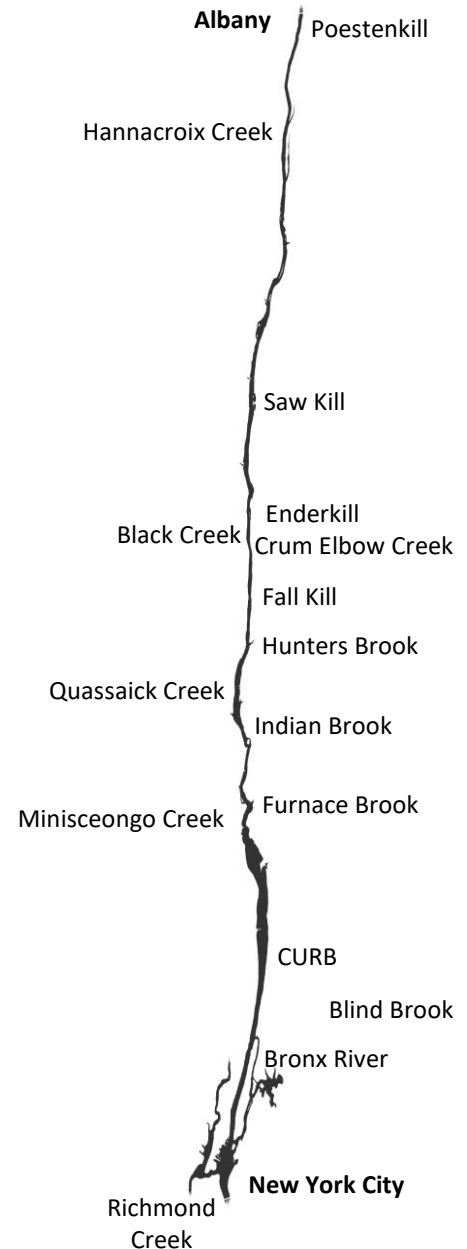 Albany
Poestenkill
Hannacroix Creek
Saw Kill
Enderkill
Black Creek
Crum Elbow Creek
Fall Kill
Hunters Brook
Quassaick Creek
Indian Brook
Furnace Brook
Minisceongo Creek
CURB
Blind Brook
Bronx River
New York City
Richmond
Creek